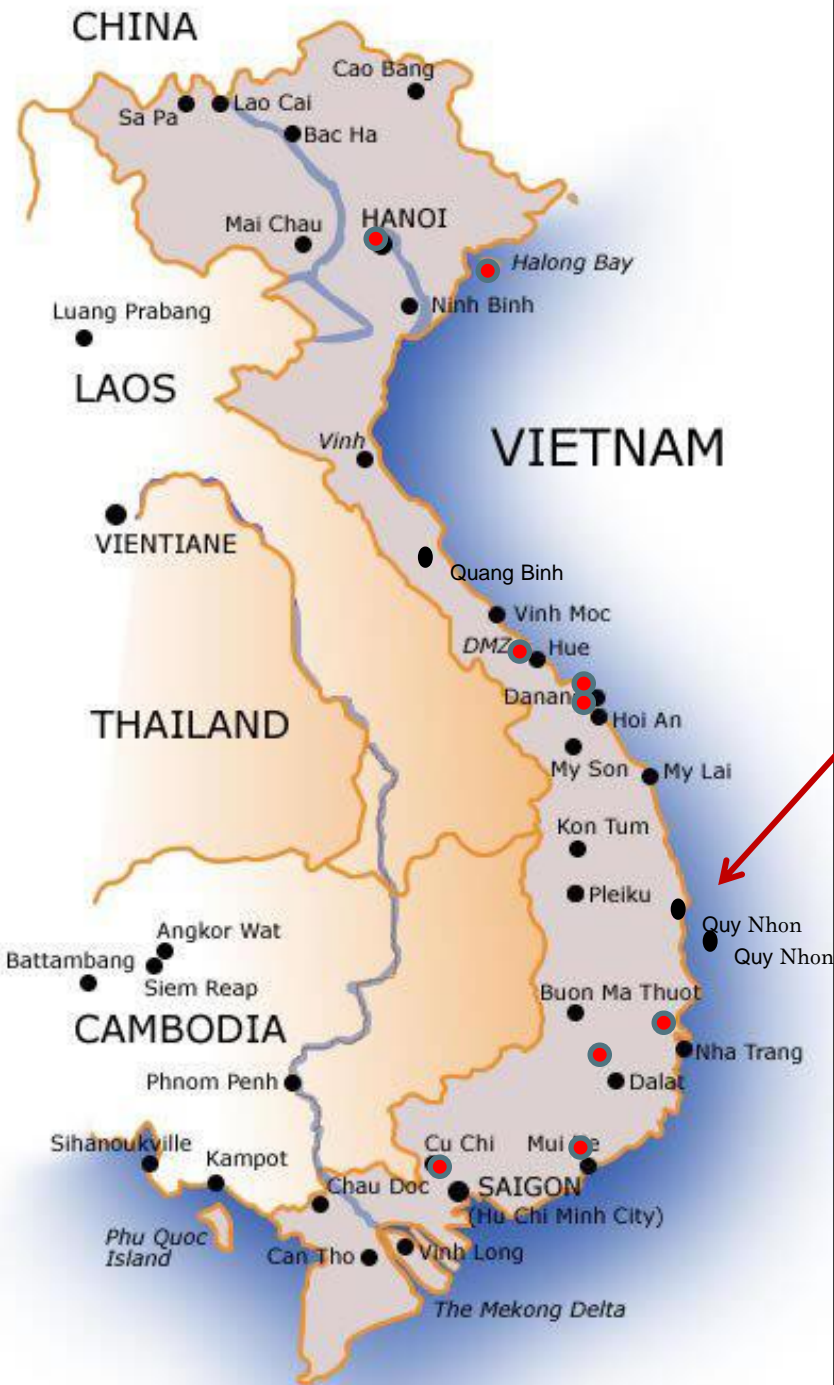 CHINA
Cao Bang
Sa Pa
Lao Cai
Bac Ha
Mai Chau
HANOI
Halong Bay
Ninh Binh
Luang Prabang
LAOS
Vinh
VIETNAM
VIENTIANE
Quang Binh
Vinh Moc
DMZ
Hue
Danan
Hoi An
THAILAND
My Son
My Lai
Kon Tum
Pleiku
Quy Nhon
Quy Nhon
Angkor Wat
Battambang
Siem Reap
Buon Ma Thuot
CAMBODIA
Nha Trang
Phnom Penh
Dalat
Sihanoukville
Kampot
Cu Chi
Mui
Chau Doc
SAIGON
(Hu Chi Minh City)
Phu Quoc
Island
Can Tho
Vinh Long
The Mekong Delta